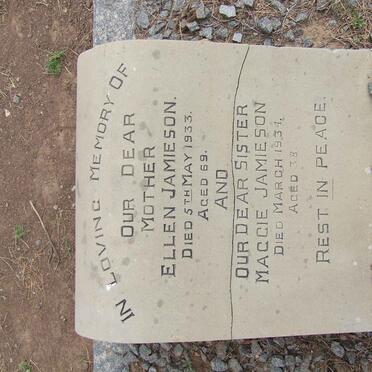 IN LOVING MEMORY OF
OUR DEAR
MOTHER
ELLEN JAMIESON.
DIED 5TH MAY 1933.
AGED 69.
AND
OUR DEAR SISTER
MAGGIE JAMIESON
DIED MARCH 1934,
AGED 38.
REST IN PEACE.